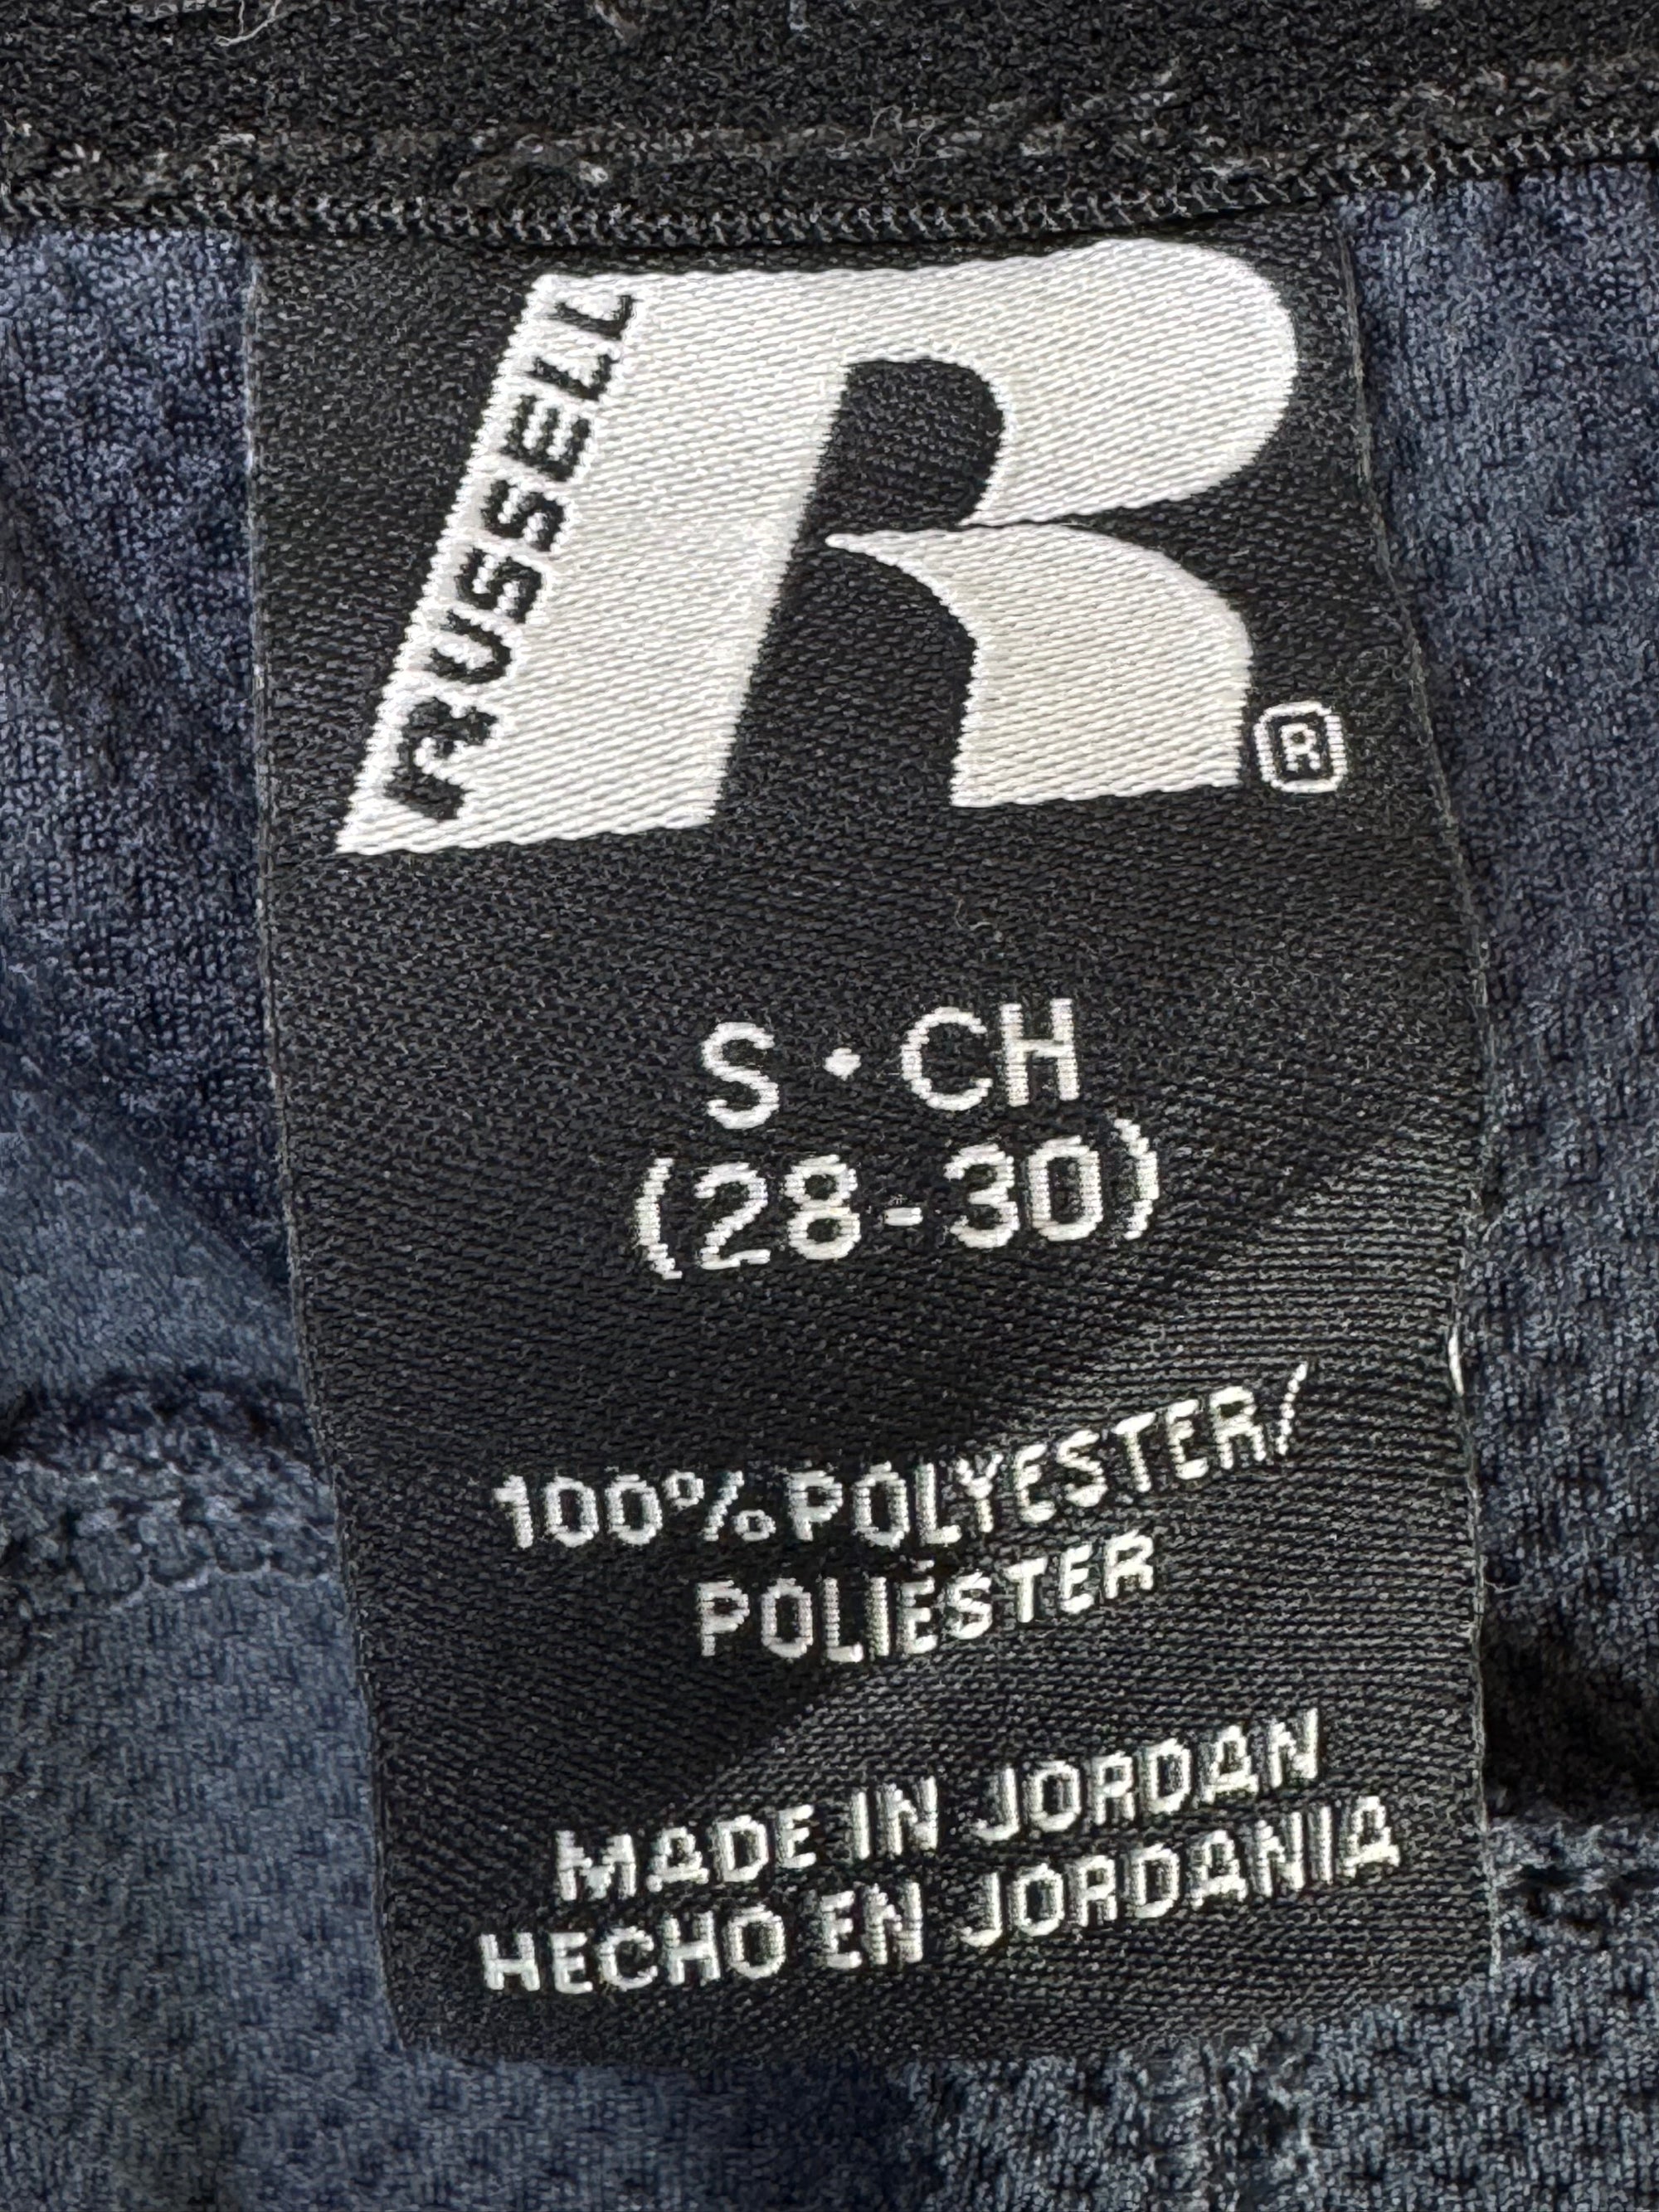 RUSSELL
R
®
S • CH
(28-30)
100% POLYESTER/
POLIÉSTER
MADE IN JORDAN
HECHO EN JORDANIA